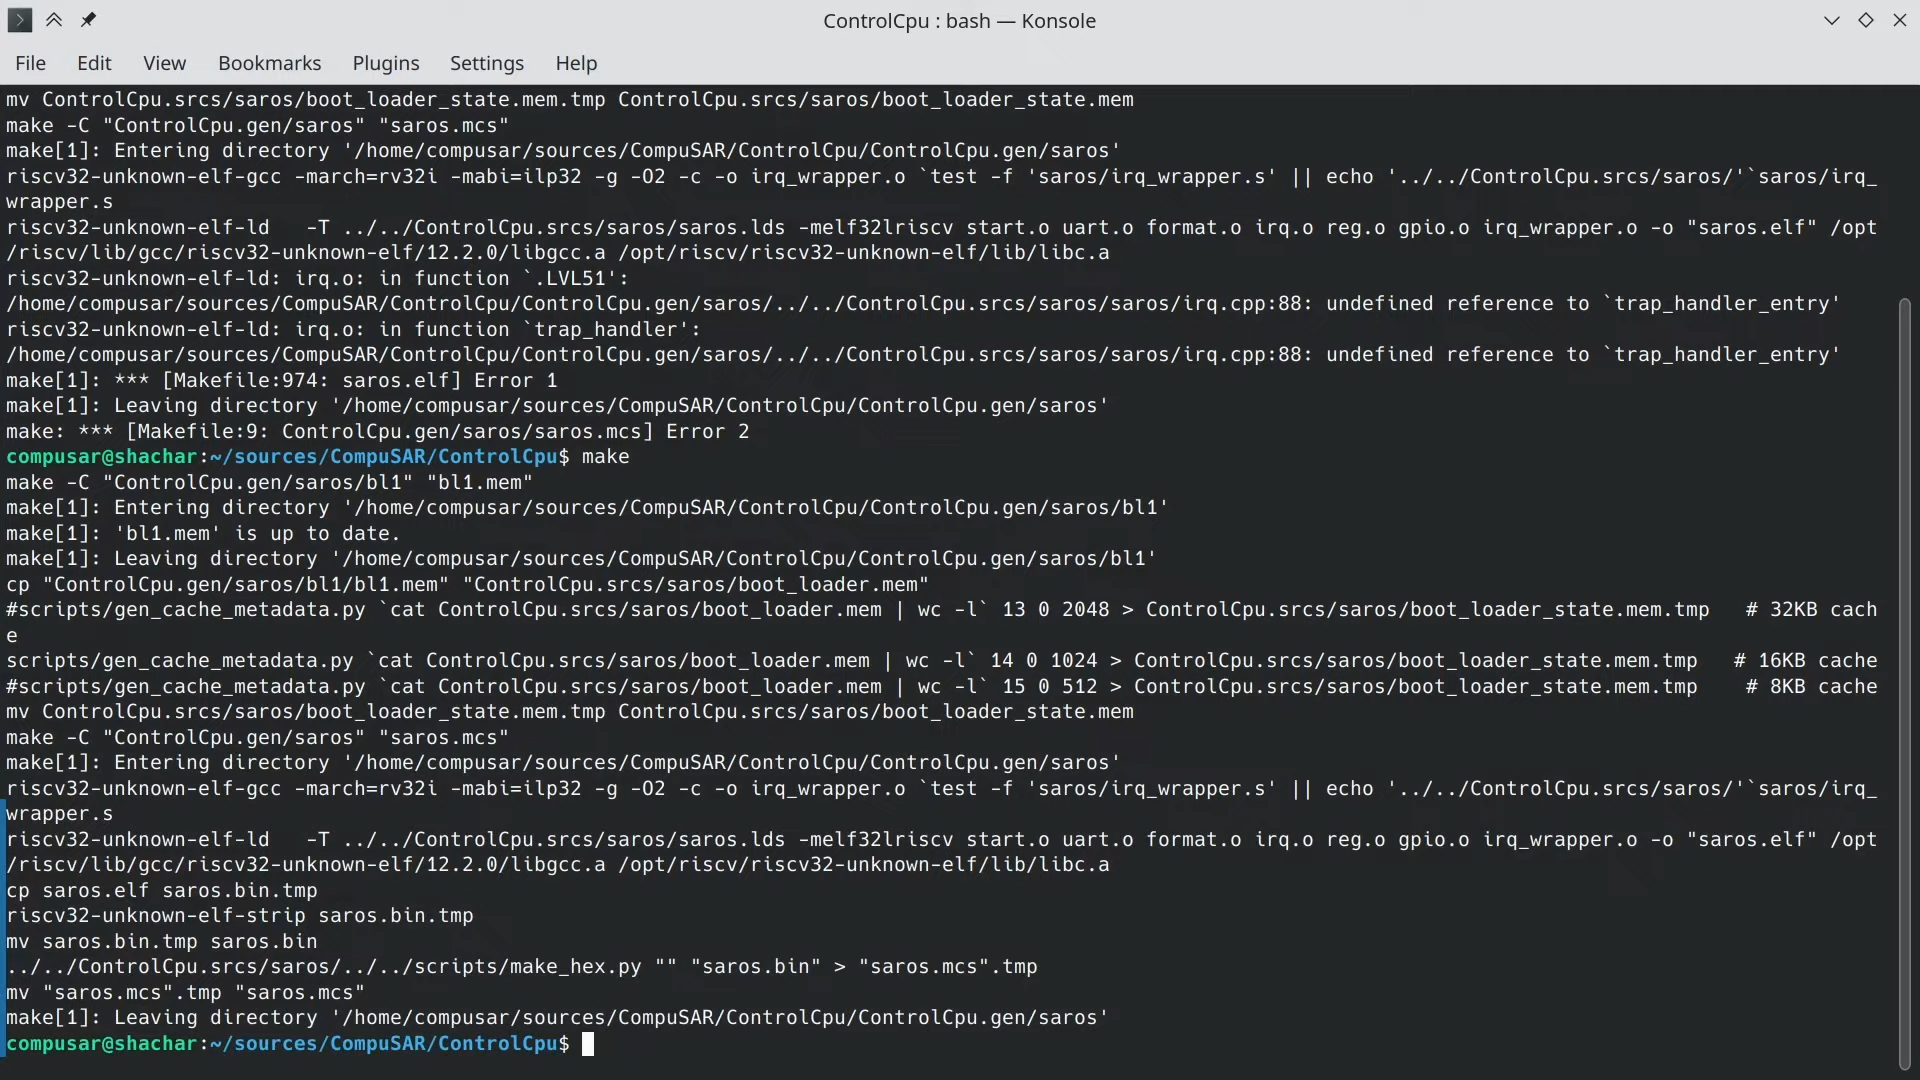 ControlCpu : bash — Konsole
File Edit View Bookmarks Plugins Settings Help
mv ControlCpu.srcs/saros/boot_loader_state.mem.tmp ControlCpu.srcs/saros/boot_loader_state.mem
make -C "ControlCpu.gen/saros" "saros.mcs"
make[1]: Entering directory '/home/compusar/sources/CompuSAR/ControlCpu/ControlCpu.gen/saros'
riscv32-unknown-elf-gcc -march=rv32i -mabi=ilp32 -g -O2 -c -o irq_wrapper.o `test -f 'saros/irq_wrapper.s' || echo '../../ControlCpu.srcs/saros/'`saros/irq_
wrapper.s
riscv32-unknown-elf-ld   -T ../../ControlCpu.srcs/saros/saros.lds -melf32lriscv start.o uart.o format.o irq.o reg.o gpio.o irq_wrapper.o -o "saros.elf" /opt
/riscv/lib/gcc/riscv32-unknown-elf/12.2.0/libgcc.a /opt/riscv/riscv32-unknown-elf/lib/libc.a
riscv32-unknown-elf-ld: irq.o: in function `.LVL51':
/home/compusar/sources/CompuSAR/ControlCpu/ControlCpu.gen/saros/../../ControlCpu.srcs/saros/saros/irq.cpp:88: undefined reference to `trap_handler_entry'
riscv32-unknown-elf-ld: irq.o: in function `trap_handler':
/home/compusar/sources/CompuSAR/ControlCpu/ControlCpu.gen/saros/../../ControlCpu.srcs/saros/saros/irq.cpp:88: undefined reference to `trap_handler_entry'
make[1]: *** [Makefile:974: saros.elf] Error 1
make[1]: Leaving directory '/home/compusar/sources/CompuSAR/ControlCpu/ControlCpu.gen/saros'
make: *** [Makefile:9: ControlCpu.gen/saros/saros.mcs] Error 2
compusar@shachar:~/sources/CompuSAR/ControlCpu$ make
make -C "ControlCpu.gen/saros/bl1" "bl1.mem"
make[1]: Entering directory '/home/compusar/sources/CompuSAR/ControlCpu/ControlCpu.gen/saros/bl1'
make[1]: 'bl1.mem' is up to date.
make[1]: Leaving directory '/home/compusar/sources/CompuSAR/ControlCpu/ControlCpu.gen/saros/bl1'
cp "ControlCpu.gen/saros/bl1/bl1.mem" "ControlCpu.srcs/saros/boot_loader.mem"
#scripts/gen_cache_metadata.py `cat ControlCpu.srcs/saros/boot_loader.mem | wc -l` 13 0 2048 > ControlCpu.srcs/saros/boot_loader_state.mem.tmp   # 32KB cach
e
scripts/gen_cache_metadata.py `cat ControlCpu.srcs/saros/boot_loader.mem | wc -l` 14 0 1024 > ControlCpu.srcs/saros/boot_loader_state.mem.tmp   # 16KB cache
#scripts/gen_cache_metadata.py `cat ControlCpu.srcs/saros/boot_loader.mem | wc -l` 15 0 512 > ControlCpu.srcs/saros/boot_loader_state.mem.tmp    # 8KB cache
mv ControlCpu.srcs/saros/boot_loader_state.mem.tmp ControlCpu.srcs/saros/boot_loader_state.mem
make -C "ControlCpu.gen/saros" "saros.mcs"
make[1]: Entering directory '/home/compusar/sources/CompuSAR/ControlCpu/ControlCpu.gen/saros'
riscv32-unknown-elf-gcc -march=rv32i -mabi=ilp32 -g -O2 -c -o irq_wrapper.o `test -f 'saros/irq_wrapper.s' || echo '../../ControlCpu.srcs/saros/'`saros/irq_
wrapper.s
riscv32-unknown-elf-ld   -T ../../ControlCpu.srcs/saros/saros.lds -melf32lriscv start.o uart.o format.o irq.o reg.o gpio.o irq_wrapper.o -o "saros.elf" /opt
/riscv/lib/gcc/riscv32-unknown-elf/12.2.0/libgcc.a /opt/riscv/riscv32-unknown-elf/lib/libc.a
cp saros.elf saros.bin.tmp
riscv32-unknown-elf-strip saros.bin.tmp
mv saros.bin.tmp saros.bin
../../ControlCpu.srcs/saros/../../scripts/make_hex.py "" "saros.bin" > "saros.mcs".tmp
mv "saros.mcs".tmp "saros.mcs"
make[1]: Leaving directory '/home/compusar/sources/CompuSAR/ControlCpu/ControlCpu.gen/saros'
compusar@shachar:~/sources/CompuSAR/ControlCpu$